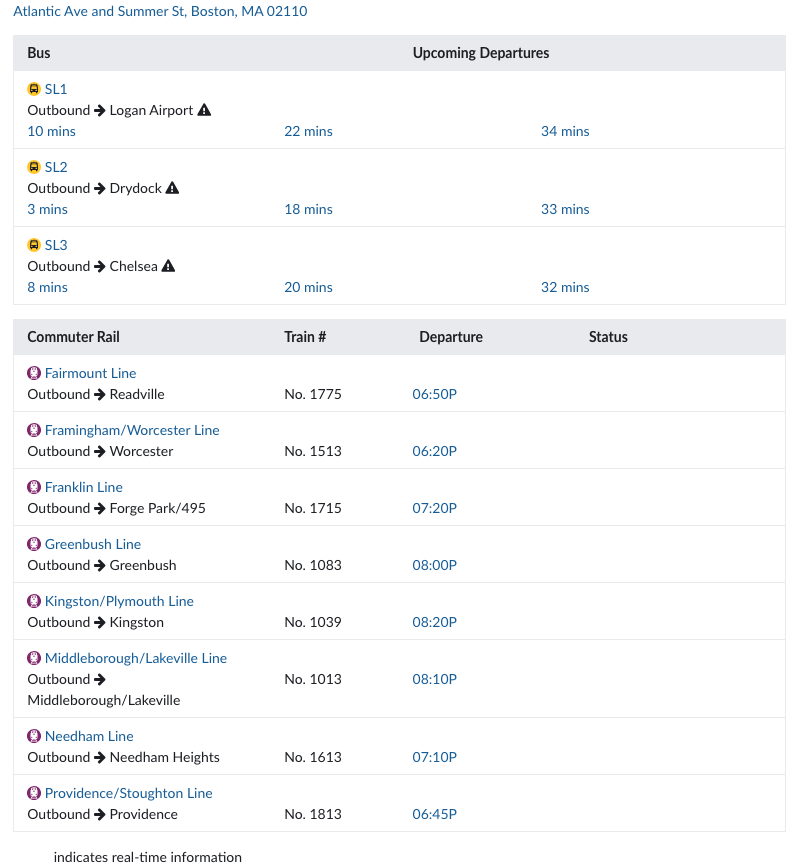 Atlantic Ave and Summer St, Boston, MA 02110
Bus Upcoming Departures
SL1
Outbound → Logan Airport
10 mins 22 mins 34 mins
SL2
Outbound → Drydock
3 mins 18 mins 33 mins
SL3
Outbound → Chelsea
8 mins 20 mins 32 mins
Commuter Rail Train # Departure Status
Fairmount Line
Outbound → Readville No. 1775 06:50P
Framingham/Worcester Line
Outbound → Worcester No. 1513 06:20P
Franklin Line
Outbound → Forge Park/495 No. 1715 07:20P
Greenbush Line
Outbound → Greenbush No. 1083 08:00P
Kingston/Plymouth Line
Outbound → Kingston No. 1039 08:20P
Middleborough/Lakeville Line
Outbound → No. 1013 08:10P
Middleborough/Lakeville
Needham Line
Outbound → Needham Heights No. 1613 07:10P
Providence/Stoughton Line
Outbound → Providence No. 1813 06:45P
indicates real-time information